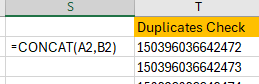 S T
Duplicates Check
=CONCAT(A2,B2) 150396036642472
150396036642473